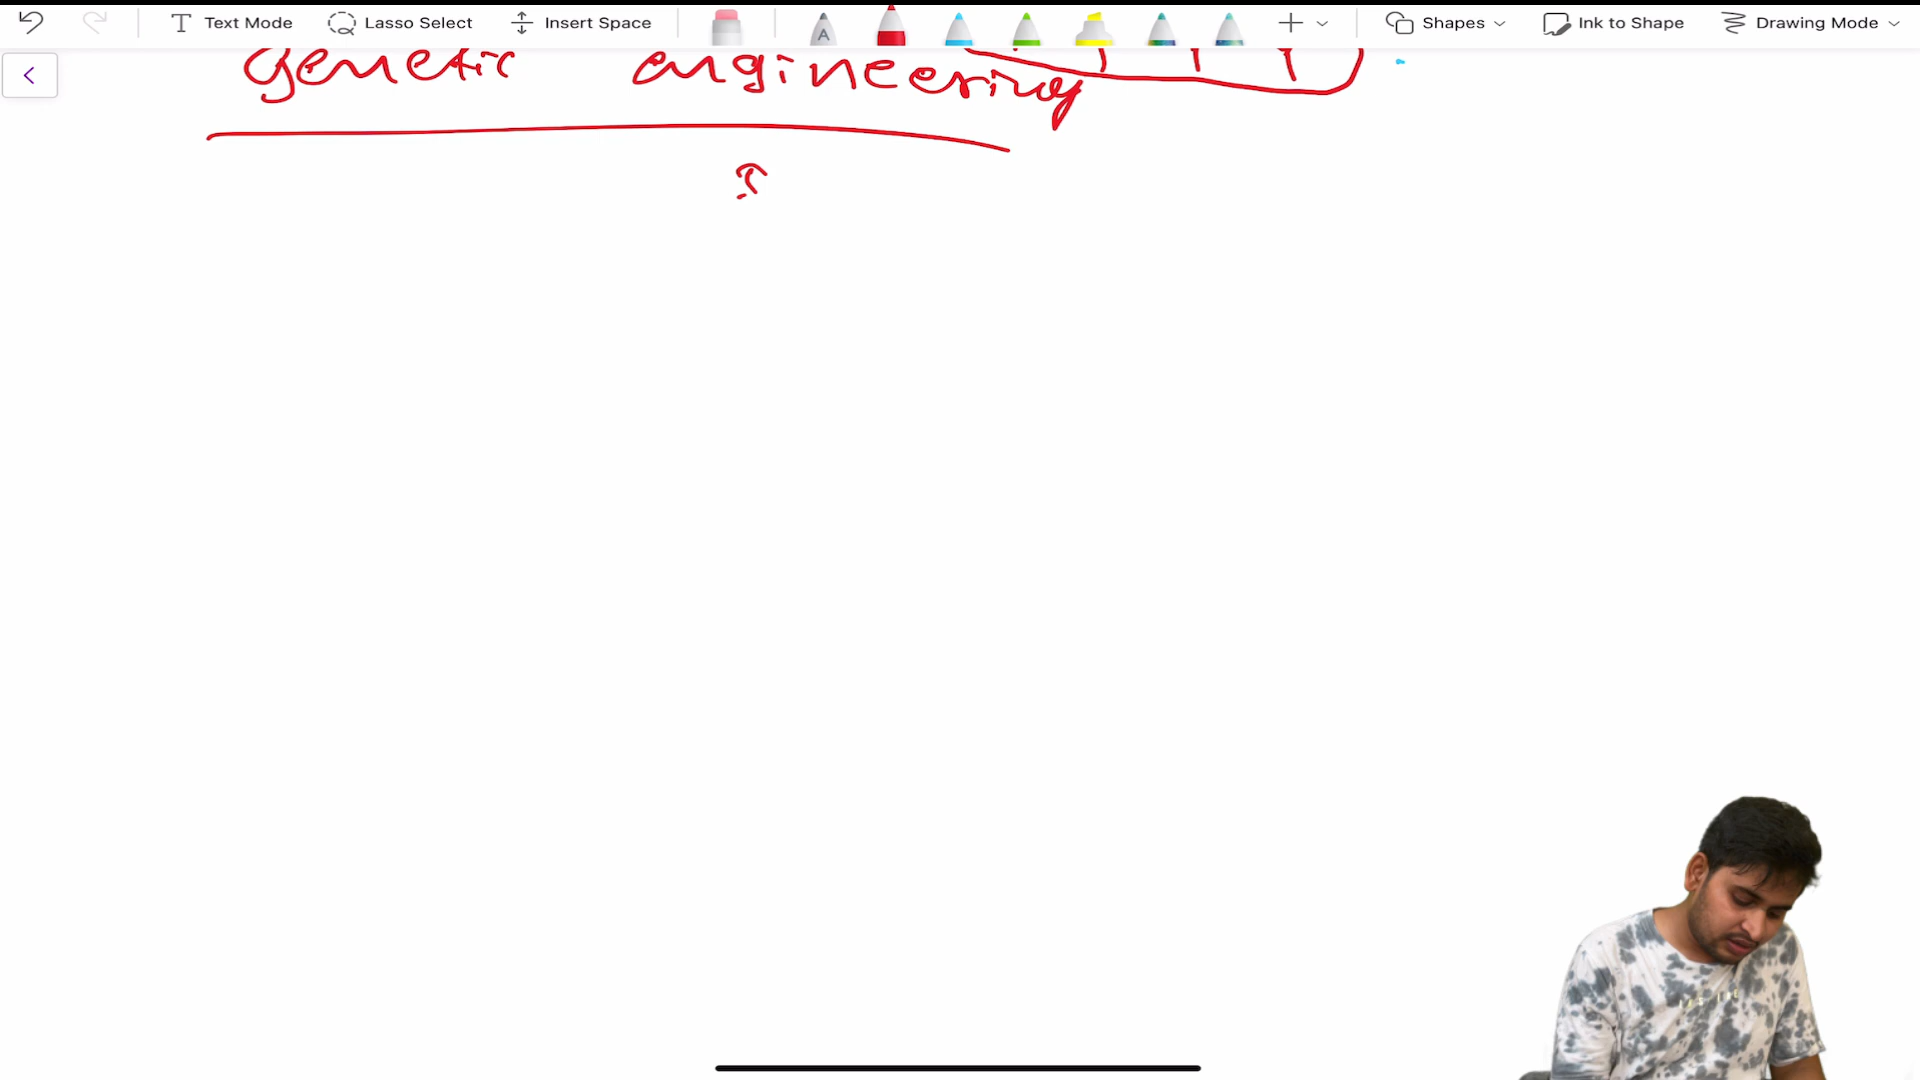 Text Mode Lasso Select Insert Space A Shapes Ink to Shape Drawing Mode
genetic engineering
?